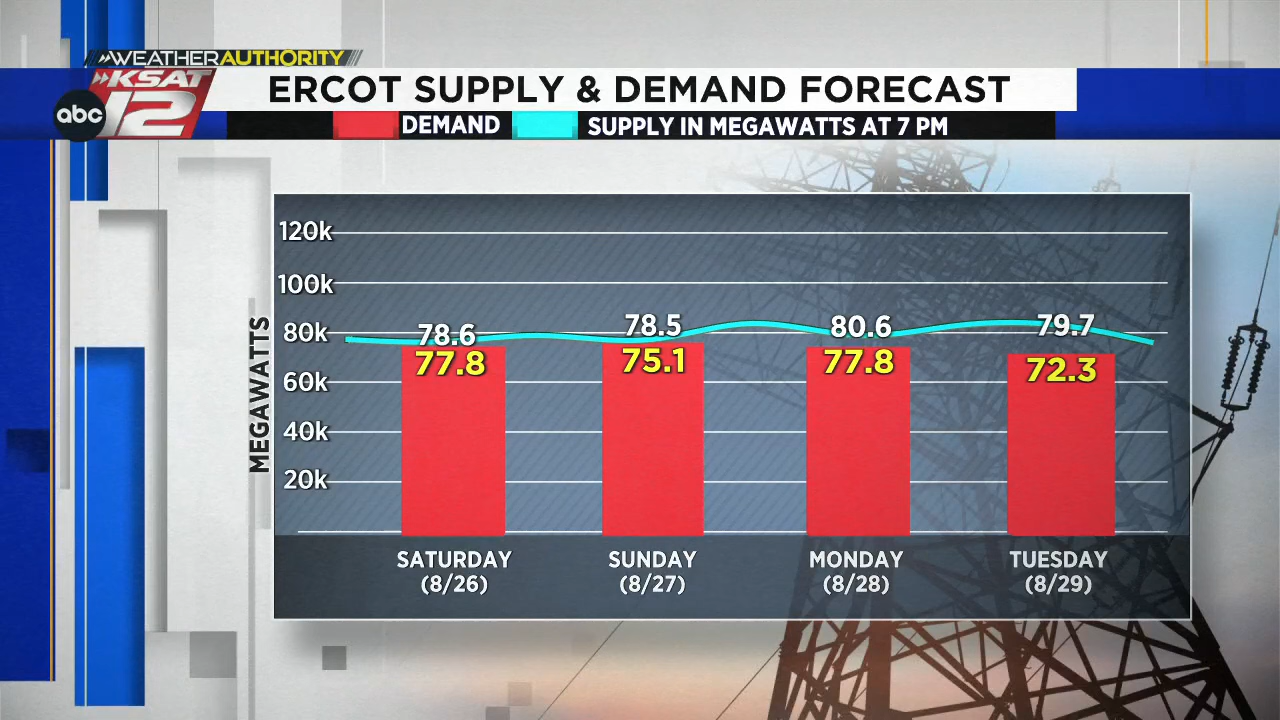 WEATHERAUTHORITY
KSAT
abc 12
ERCOT SUPPLY & DEMAND FORECAST
DEMAND SUPPLY IN MEGAWATTS AT 7 PM
MEGAWATTS
120k
100k
80k
60k
40k
20k
78.6 78.5 80.6 79.7
77.8 75.1 77.8 72.3
SATURDAY SUNDAY MONDAY TUESDAY
(8/26) (8/27) (8/28) (8/29)